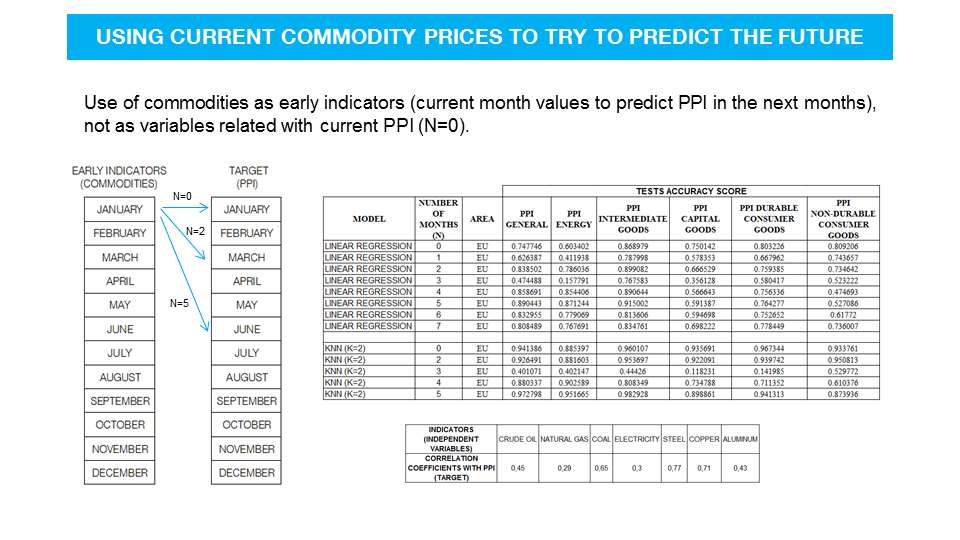 USING CURRENT COMMODITY PRICES TO TRY TO PREDICT THE FUTURE
Use of commodities as early indicators (current month values to predict PPI in the next months),
not as variables related with current PPI (N=0).
EARLY INDICATORS
(COMMODITIES)
TARGET
(PPI)
N=0
N=2
N=5
JANUARY JANUARY
FEBRUARY FEBRUARY
MARCH MARCH
APRIL APRIL
MAY MAY
JUNE JUNE
JULY JULY
AUGUST AUGUST
SEPTEMBER SEPTEMBER
OCTOBER OCTOBER
NOVEMBER NOVEMBER
DECEMBER DECEMBER
TESTS ACCURACY SCORE
MODEL
NUMBER
OF
MONTHS
(N)
AREA
PPI
GENERAL
PPI
ENERGY
PPI
INTERMEDIATE
GOODS
PPI
CAPITAL
GOODS
PPI DURABLE
CONSUMER
GOODS
PPI
NON-DURABLE
CONSUMER
GOODS
LINEAR REGRESSION 0 EU 0.747746 0.603402 0.868979 0.750142 0.803226 0.809206
LINEAR REGRESSION 1 EU 0.626387 0.411938 0.787998 0.578353 0.667962 0.743657
LINEAR REGRESSION 2 EU 0.838502 0.786036 0.899082 0.666529 0.759385 0.734642
LINEAR REGRESSION 3 EU 0.474488 0.157791 0.767583 0.356128 0.580417 0.523222
LINEAR REGRESSION 4 EU 0.858691 0.854406 0.890644 0.566643 0.756336 0.474693
LINEAR REGRESSION 5 EU 0.890443 0.871244 0.915002 0.591387 0.764277 0.527086
LINEAR REGRESSION 6 EU 0.832955 0.779069 0.813606 0.594698 0.752652 0.61772
LINEAR REGRESSION 7 EU 0.808489 0.767691 0.834761 0.698222 0.778449 0.736007
KNN (K=2) 0 EU 0.941386 0.885397 0.960107 0.935691 0.967344 0.933761
KNN (K=2) 2 EU 0.926491 0.881603 0.953697 0.922091 0.939742 0.950813
KNN (K=2) 3 EU 0.401071 0.402147 0.44426 0.118231 0.141985 0.529772
KNN (K=2) 4 EU 0.880337 0.902589 0.808349 0.734788 0.711352 0.610376
KNN (K=2) 5 EU 0.972798 0.951665 0.982928 0.898861 0.941313 0.873936
INDICATORS
(INDEPENDENT
VARIABLES)
CRUDE OIL NATURAL GAS COAL ELECTRICITY STEEL COPPER ALUMINUM
CORRELATION
COEFFICIENTS WITH PPI
(TARGET)
0,45 0,29 0,65 0,3 0,77 0,71 0,43